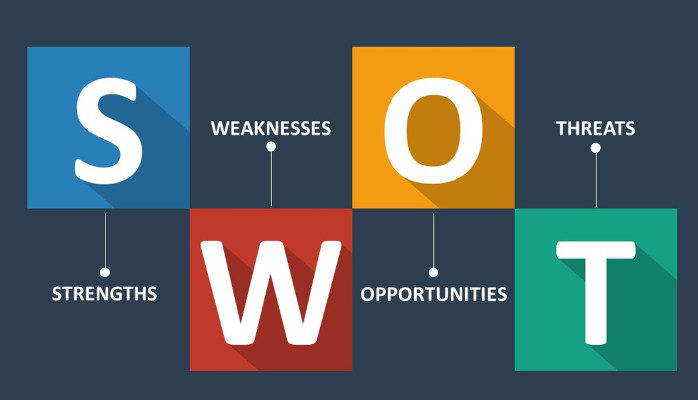 S
STRENGTHS
W
WEAKNESSES
O
OPPORTUNITIES
T
THREATS